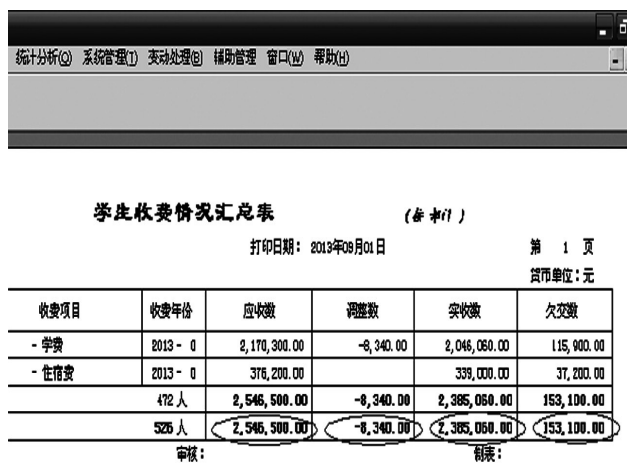 统计分析(Q) 系统管理(T) 变动处理(B) 辅助管理 窗口(W) 帮助(H)
学生收费情况汇总表
打印日期: 2013年09月01日 第 1 页
货币单位:元
收费项目 收费年份 应收数 调整数 实收数 欠交数
- 学费 2013 - 0 2,170,300.00 -8,340.00 2,046,060.00 115,900.00
- 住宿费 2013 - 0 376,200.00 339,000.00 37,200.00
472 人 2,546,500.00 -8,340.00 2,385,060.00 153,100.00
526 人 2,546,500.00 -8,340.00 2,385,060.00 153,100.00
审核: 制表: